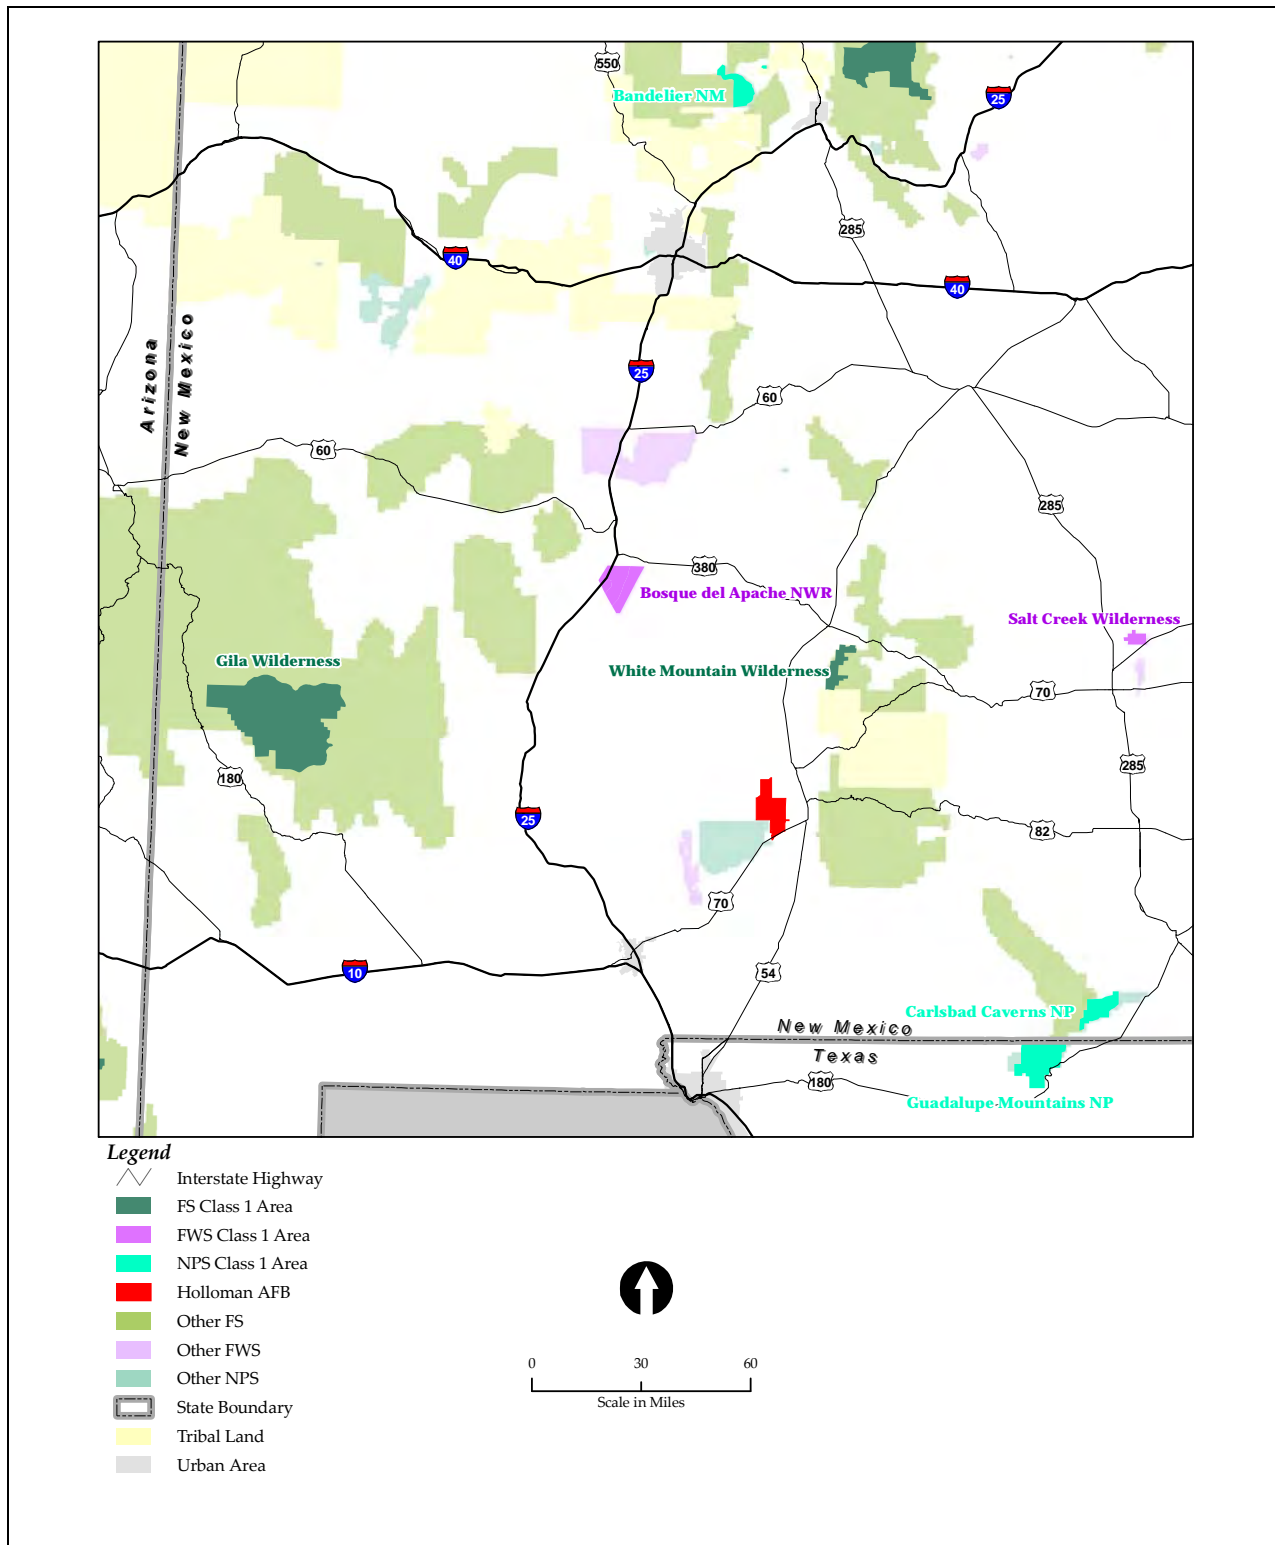 550
Bandelier NM
25
285
40
40
Arizona
New Mexico
25
60
60
285
380
Bosque del Apache NWR
Salt Creek Wilderness
Gila Wilderness
White Mountain Wilderness
70
180
285
25
82
70
10
54
Carlsbad Caverns NP
New Mexico
Texas
180
Guadalupe Mountains NP
Legend
Interstate Highway
FS Class 1 Area
FWS Class 1 Area
NPS Class 1 Area
Holloman AFB
Other FS
Other FWS
Other NPS
State Boundary
Tribal Land
Urban Area
0 30 60
Scale in Miles